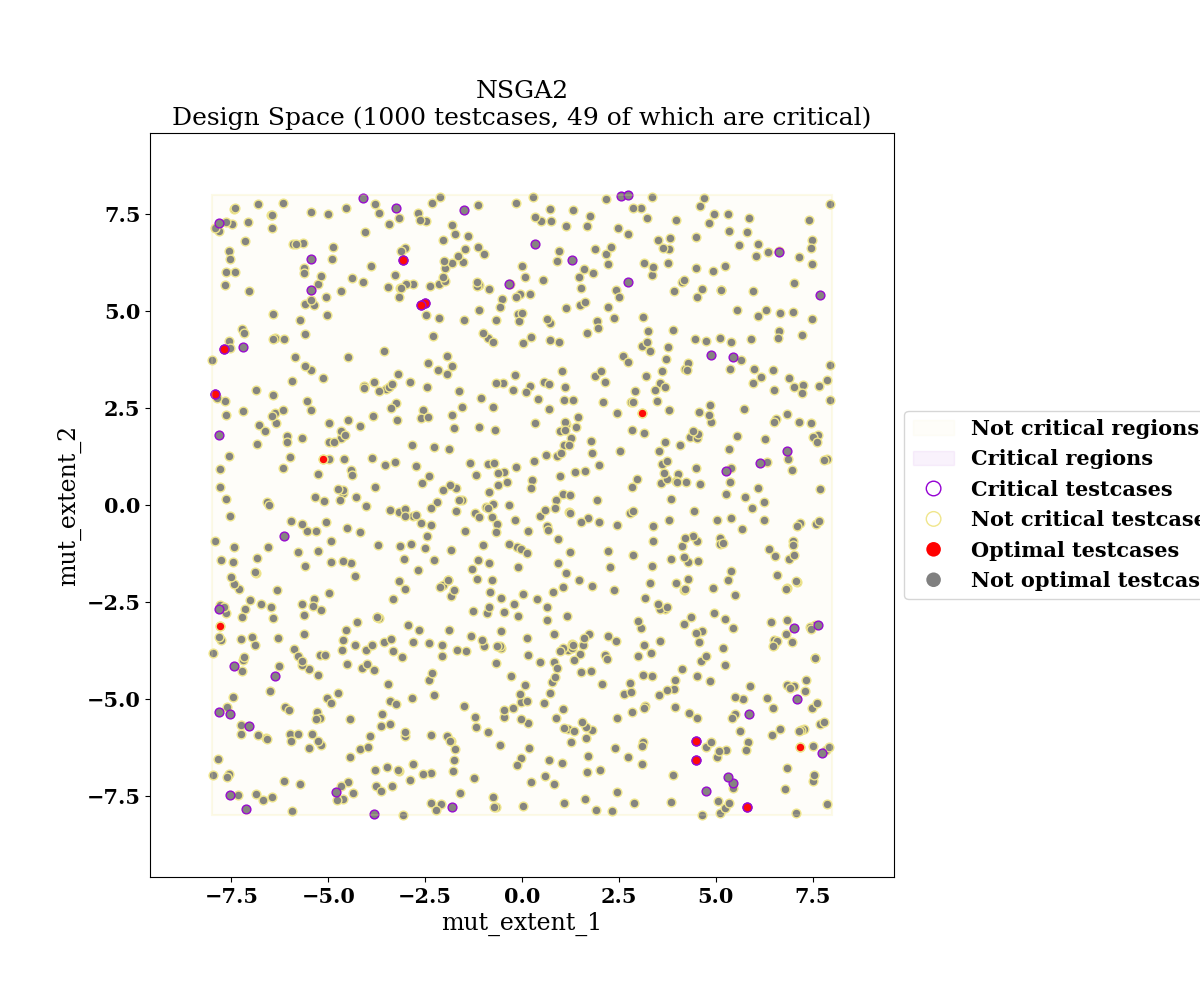 NSGA2
Design Space (1000 testcases, 49 of which are critical)
mut_extent_2
7.5
5.0
2.5
0.0
−2.5
−5.0
−7.5
−7.5
−5.0
−2.5
0.0
2.5
5.0
7.5
mut_extent_1
Not critical regions
Critical regions
Critical testcases
Not critical testcase
Optimal testcases
Not optimal testcas